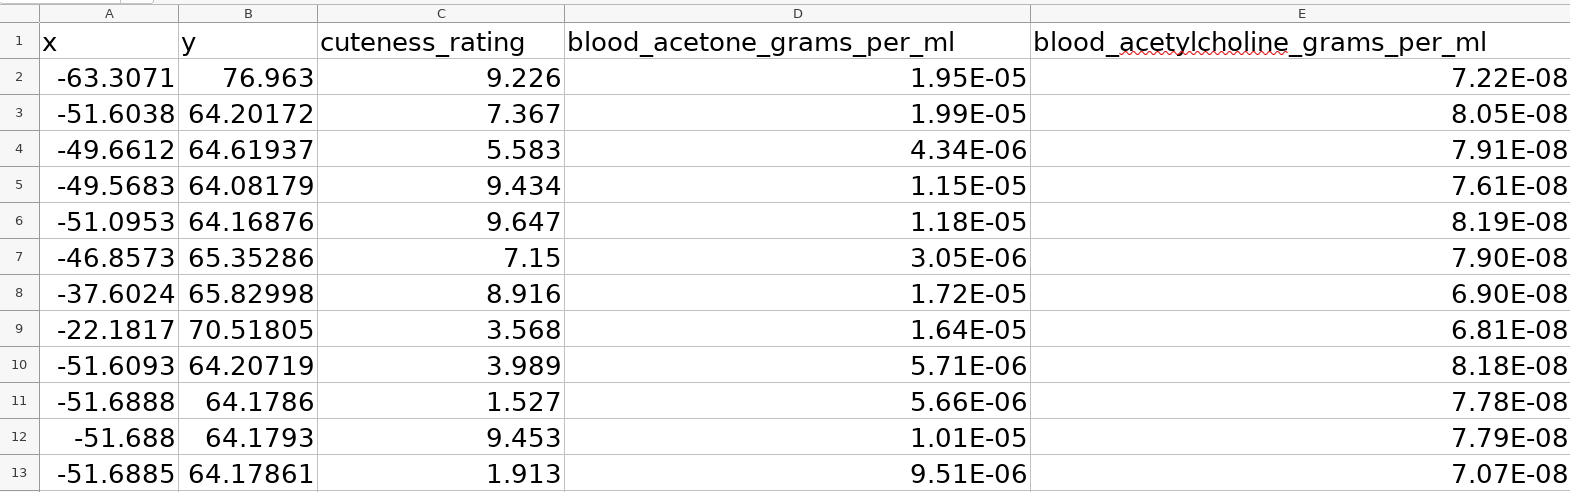 A B C D E
1 x y cuteness_rating blood_acetone_grams_per_ml blood_acetylcholine_grams_per_ml
2 -63.3071 76.963 9.226 1.95E-05 7.22E-08
3 -51.6038 64.20172 7.367 1.99E-05 8.05E-08
4 -49.6612 64.61937 5.583 4.34E-06 7.91E-08
5 -49.5683 64.08179 9.434 1.15E-05 7.61E-08
6 -51.0953 64.16876 9.647 1.18E-05 8.19E-08
7 -46.8573 65.35286 7.15 3.05E-06 7.90E-08
8 -37.6024 65.82998 8.916 1.72E-05 6.90E-08
9 -22.1817 70.51805 3.568 1.64E-05 6.81E-08
10 -51.6093 64.20719 3.989 5.71E-06 8.18E-08
11 -51.6888 64.1786 1.527 5.66E-06 7.78E-08
12 -51.688 64.1793 9.453 1.01E-05 7.79E-08
13 -51.6885 64.17861 1.913 9.51E-06 7.07E-08